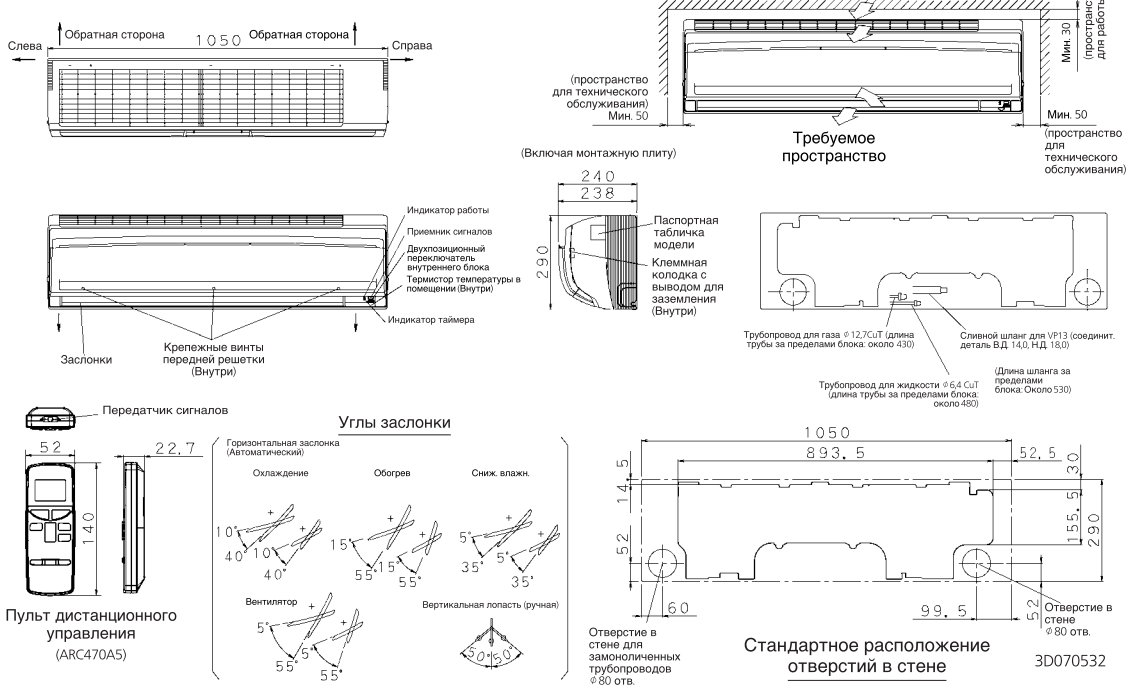 Обратная сторона
Обратная сторона
Слева
1050
Справа
(пространство
для технического
обслуживания)
Мин. 50
Мин. 30
для работы
Мин. 50
(пространство
для
технического
обслуживания)
Требуемое
пространство
(Включая монтажную плиту)
240
238
290
Паспортная
табличка
модели
Клеммная
колодка с
выводом для
заземления
(Внутри)
Индикатор работы
Приемник сигналов
Двухпозиционный
переключатель
внутреннего блока
Термистор температуры в
помещении (Внутри)
Индикатор таймера
Заслонки
Крепежные винты
передней решетки
(Внутри)
Трубопровод для газа ϕ12,7CuT (длина
трубы за пределами блока: около 430)
Сливной шланг для VP13 (соединит.
деталь В.Д. 14,0, Н.Д. 18,0)
(Длина шланга за
пределами
блока: Около 530)
Трубопровод для жидкости ϕ6,4 CuT
(длина трубы за пределами блока:
около 480)
Передатчик сигналов
52
22.7
140
Пульт дистанционного
управления
(ARC470A5)
Углы заслонки
Горизонтальная заслонка
(Автоматический)
Охлаждение
Обогрев
Сниж. влажн.
10°
40°
10°
40°
15°
55°
15°
55°
5°
35°
5°
35°
Вентилятор
5°
55°
5°
55°
Вертикальная лопасть (ручная)
50°
50°
1050
893.5
52.5
5
14
52
30
155.5
290
60
99.5
52
Отверстие в
стене для
замоноличенных
трубопроводов
ϕ80 отв.
Отверстие в
стене
ϕ80 отв.
Стандартное расположение
отверстий в стене
3D070532